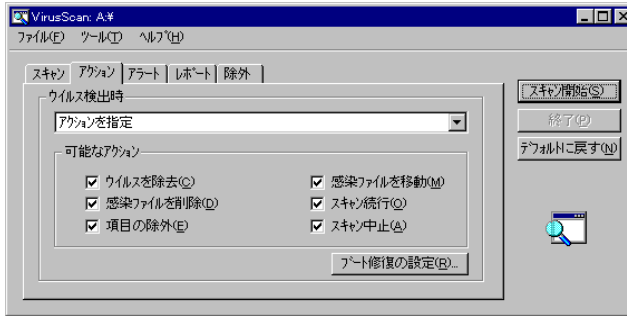 VirusScan: A:¥
ファイル(F) ツール(T) ヘルプ(H)
スキャン アクション アラート レポート 除外
ウイルス検出時
アクションを指定
可能なアクション
ウイルスを除去(C)
感染ファイルを削除(D)
項目の除外(E)
感染ファイルを移動(M)
スキャン続行(O)
スキャン中止(A)
ブート修復の設定(R)...
スキャン開始(S)
終了(P)
デフォルトに戻す(N)